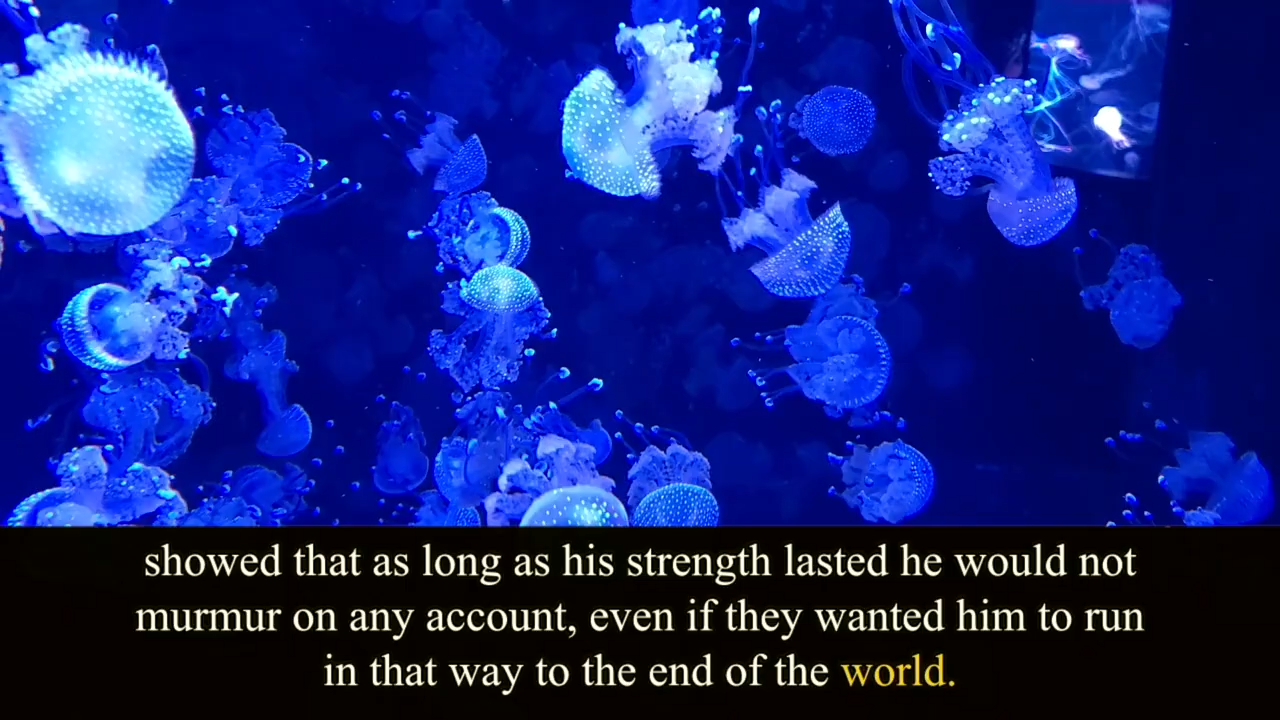 showed that as long as his strength lasted he would not
murmur on any account, even if they wanted him to run
in that way to the end of the world.